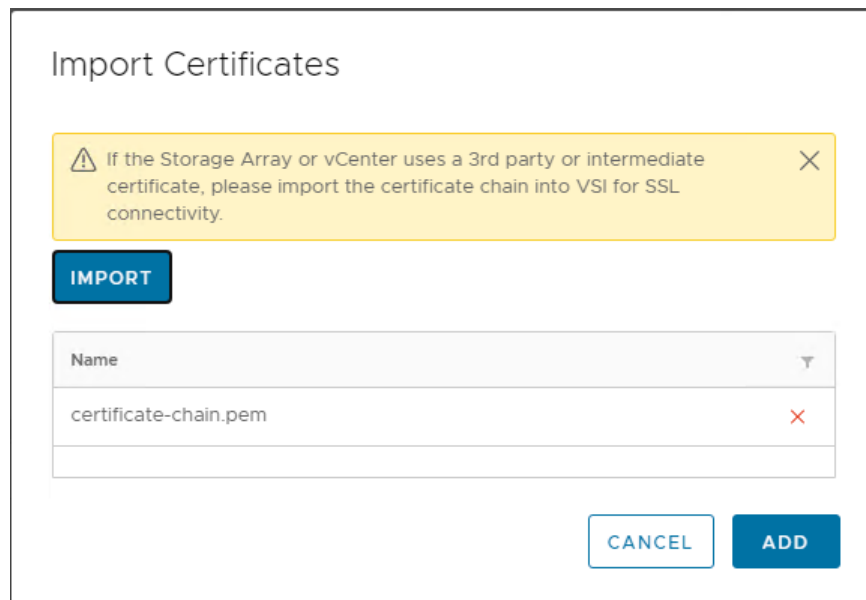 Import Certificates
If the Storage Array or vCenter uses a 3rd party or intermediate
certificate, please import the certificate chain into VSI for SSL
connectivity.
IMPORT
Name
certificate-chain.pem
CANCEL
ADD